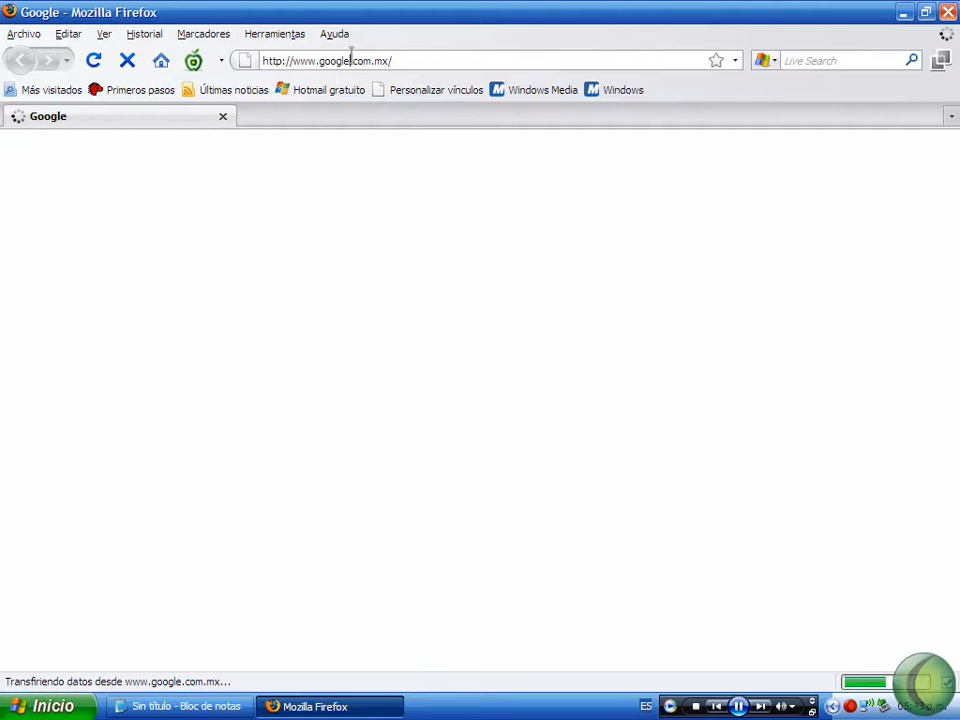 Google - Mozilla Firefox
Archivo Editar Ver Historial Marcadores Herramientas Ayuda
http://www.google.com.mx/ Live Search
Más visitados Primeros pasos Últimas noticias Hotmail gratuito Personalizar vínculos Windows Media Windows
Google
Transfiriendo datos desde www.google.com.mx...
Inicio Sin título - Bloc de notas Mozilla Firefox ES